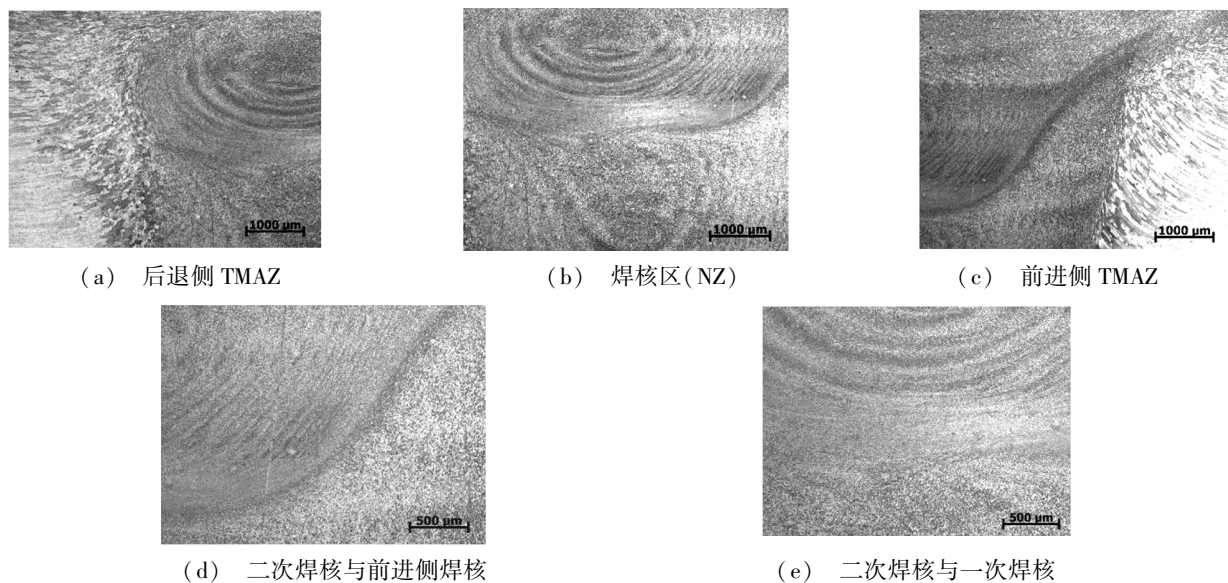 1000 μm
1000 μm
1000 μm
(a) 后退侧 TMAZ
(b) 焊核区(NZ)
(c) 前进侧 TMAZ
500 μm
500 μm
(d) 二次焊核与前进侧焊核
(e) 二次焊核与一次焊核